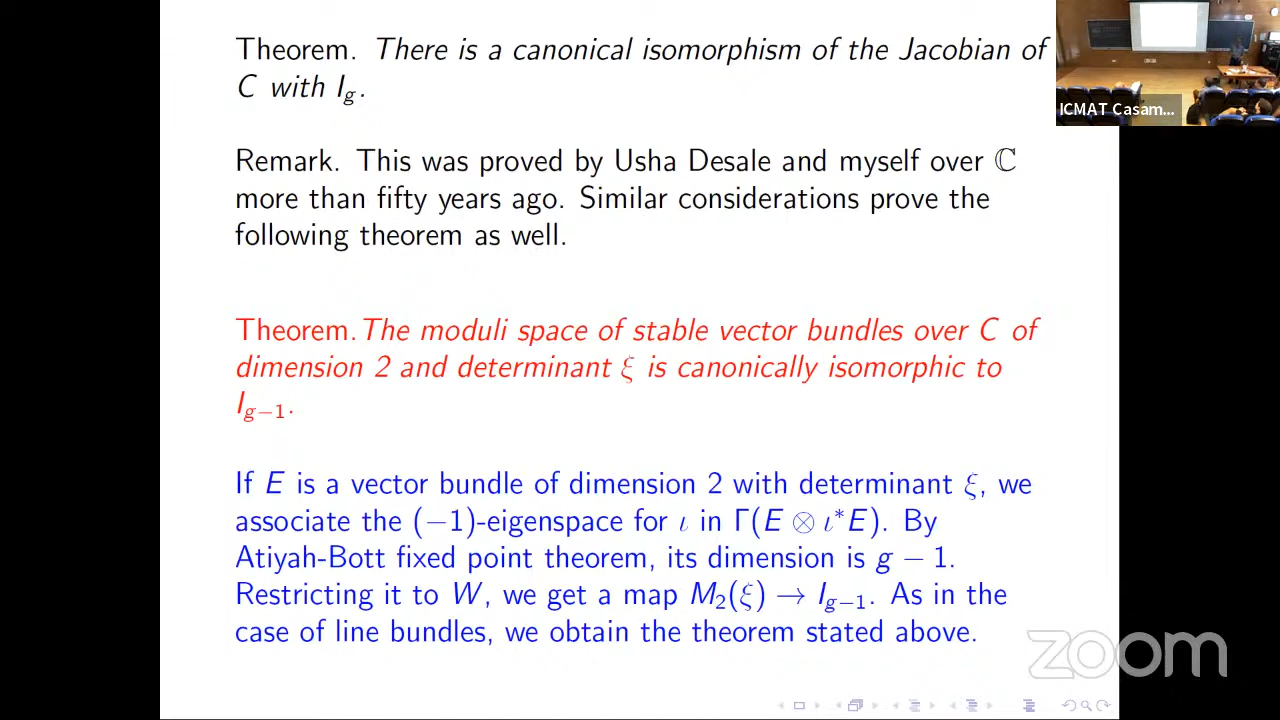 Theorem. There is a canonical isomorphism of the Jacobian of
C with I_g.
Remark. This was proved by Usha Desale and myself over ℂ
more than fifty years ago. Similar considerations prove the
following theorem as well.
Theorem.The moduli space of stable vector bundles over C of
dimension 2 and determinant ξ is canonically isomorphic to
I_{g−1}.
If E is a vector bundle of dimension 2 with determinant ξ, we
associate the (−1)-eigenspace for ι in Γ(E ⊗ ι*E). By
Atiyah-Bott fixed point theorem, its dimension is g − 1.
Restricting it to W, we get a map M₂(ξ) → I_{g−1}. As in the
case of line bundles, we obtain the theorem stated above.
ICMAT Casam...
zoom